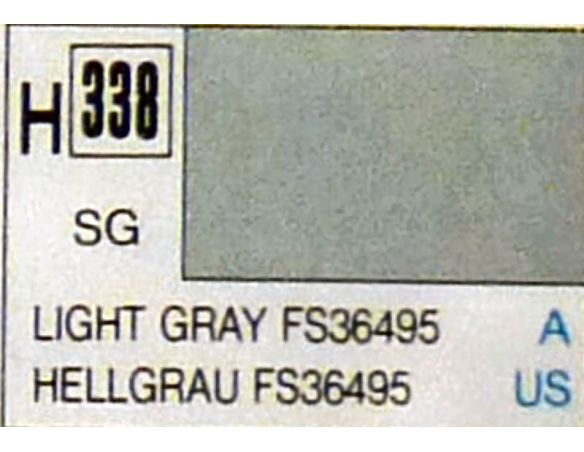 H 338
SG
LIGHT GRAY FS36495 A
HELLGRAU FS36495 US